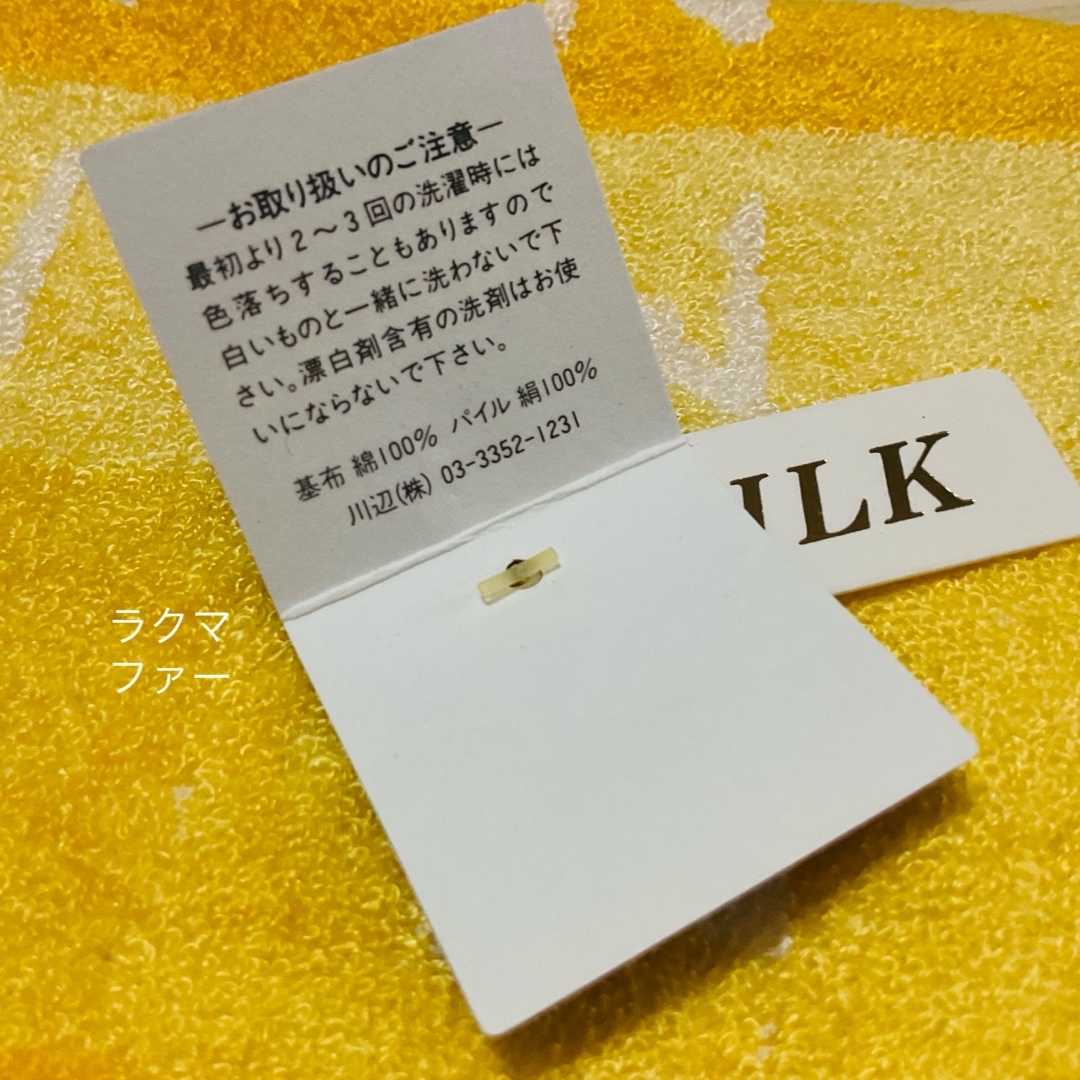 —お取り扱いのご注意—
最初より2〜3回の洗濯時には
色落ちすることもありますので
白いものと一緒に洗わないで下
さい。漂白剤含有の洗剤はお使
いにならないで下さい。
基布 綿100% パイル 絹100%
川辺(株) 03-3352-1231
ILK
ラクマ
ファー